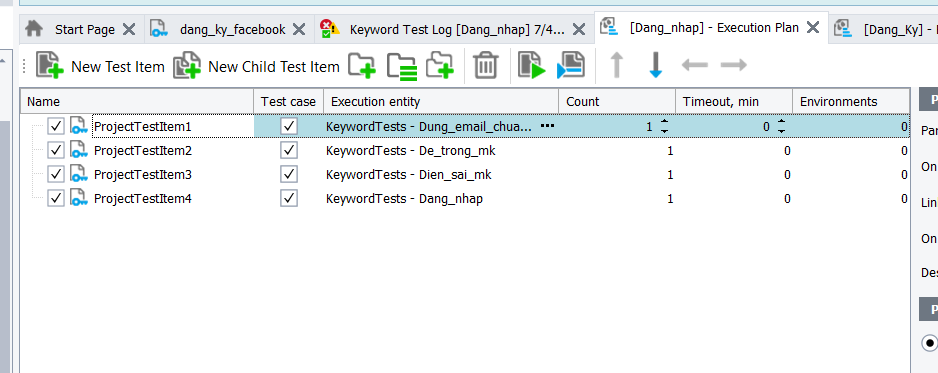 Start Page dang_ky_facebook Keyword Test Log [Dang_nhap] 7/4... [Dang_nhap] - Execution Plan [Dang_Ky] -
New Test Item New Child Test Item
Name Test case Execution entity Count Timeout, min Environments
ProjectTestItem1 KeywordTests - Dung_email_chua... ••• 1 0 0
ProjectTestItem2 KeywordTests - De_trong_mk 1 0 0
ProjectTestItem3 KeywordTests - Dien_sai_mk 1 0 0
ProjectTestItem4 KeywordTests - Dang_nhap 1 0 0
P
Par
On
Lin
On
Des
P